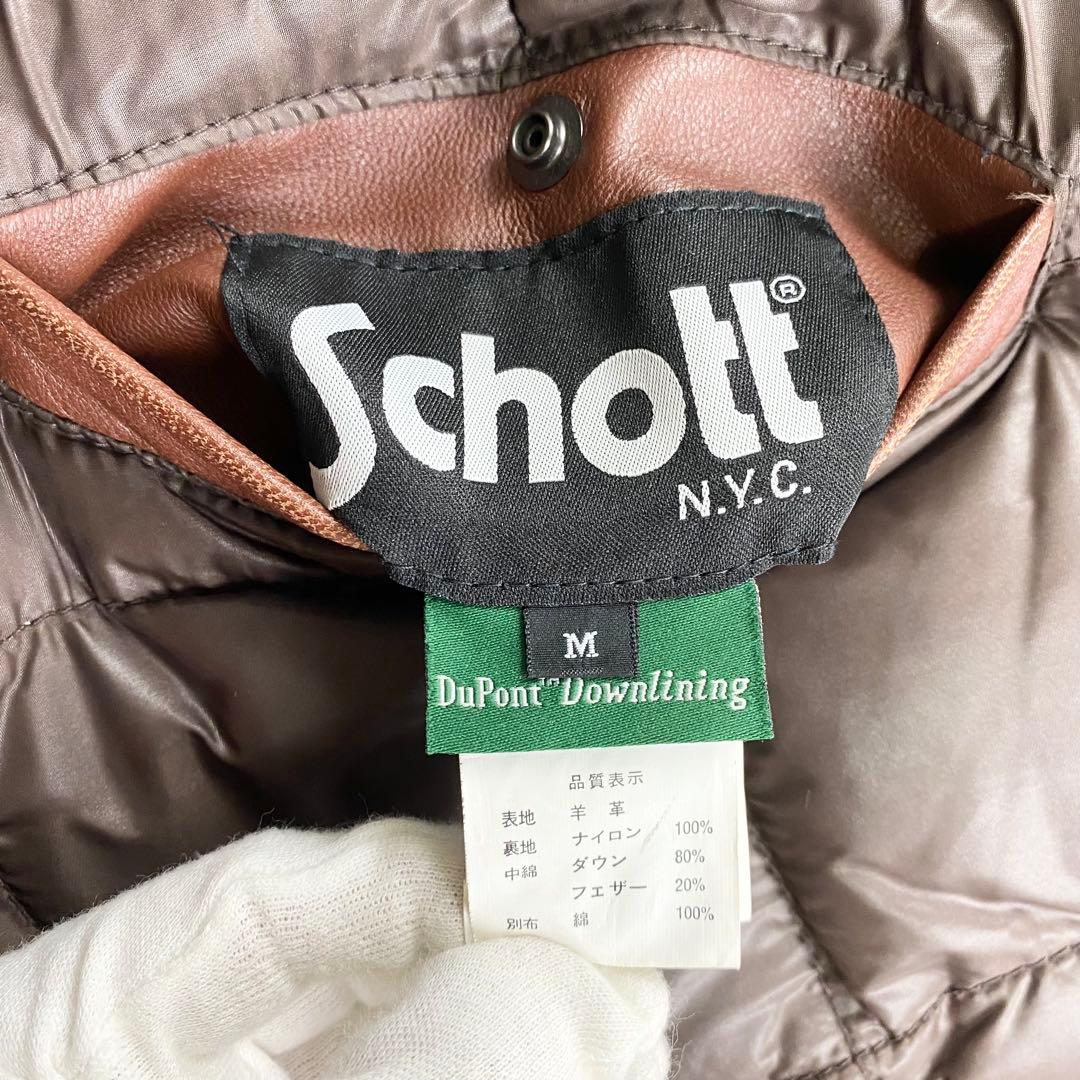 Schott®
N.Y.C.
M
DuPont™ Downlining
品質表示
表地 羊革
裏地 ナイロン 100%
中綿 ダウン 80%
フェザー 20%
別布 綿 100%